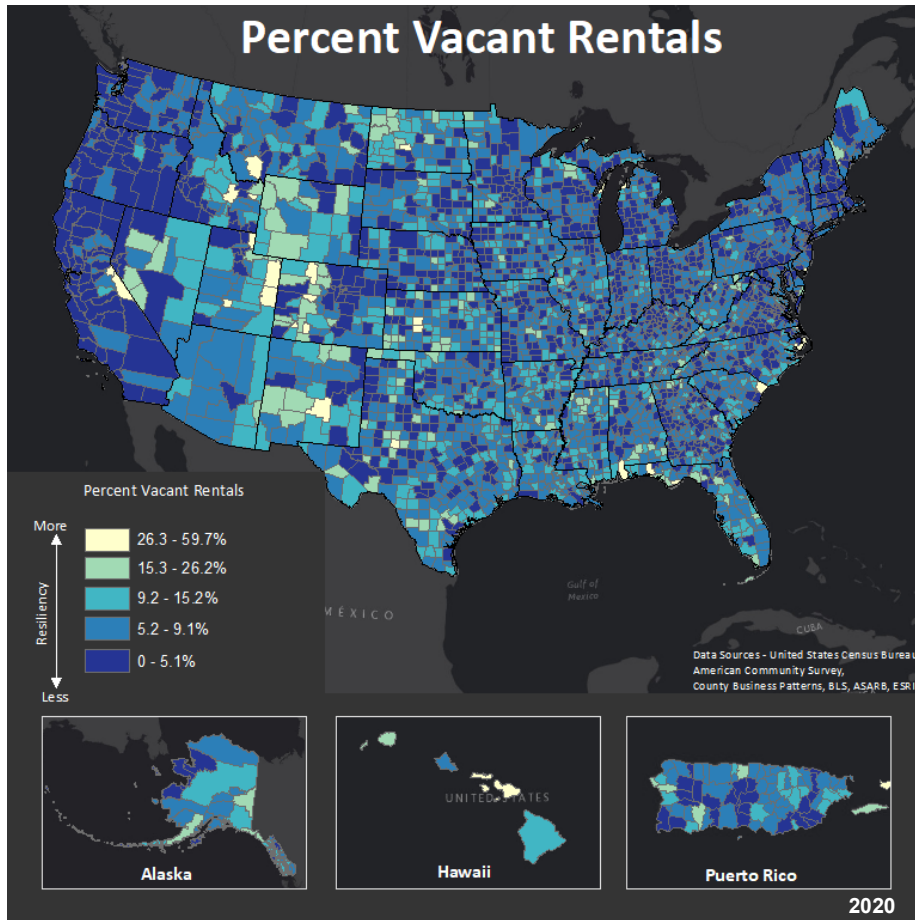 Percent Vacant Rentals
Percent Vacant Rentals
More
26.3 - 59.7%
15.3 - 26.2%
9.2 - 15.2%
5.2 - 9.1%
0 - 5.1%
Resiliency
Less
MÉXICO
Gulf of
Mexico
CUBA
Data Sources - United States Census Bureau
American Community Survey,
County Business Patterns, BLS, ASARB, ESRI
Alaska
UNITED STATES
Hawaii
Puerto Rico
2020